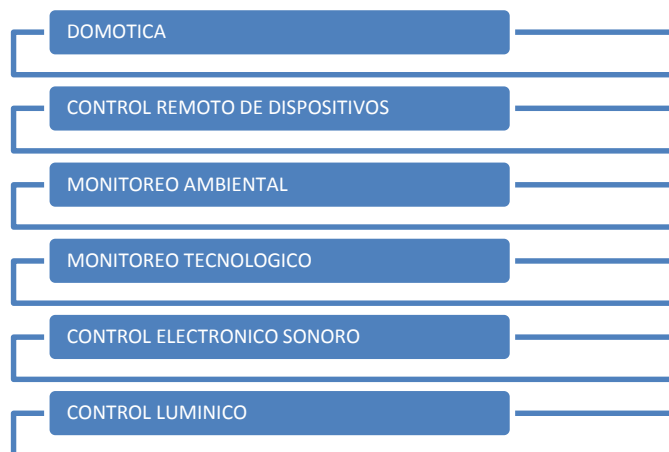 DOMOTICA
CONTROL REMOTO DE DISPOSITIVOS
MONITOREO AMBIENTAL
MONITOREO TECNOLOGICO
CONTROL ELECTRONICO SONORO
CONTROL LUMINICO